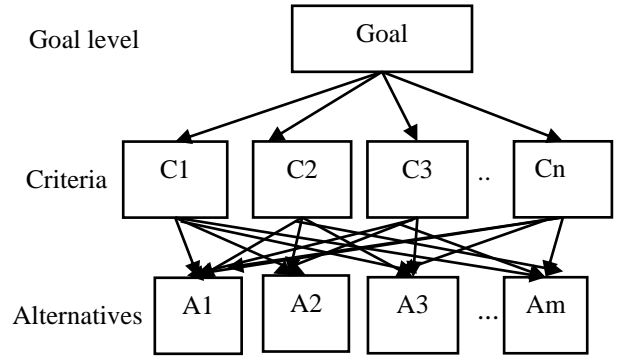 Goal level
Goal
Criteria
C1 C2 C3 .. Cn
Alternatives
A1 A2 A3 ... Am